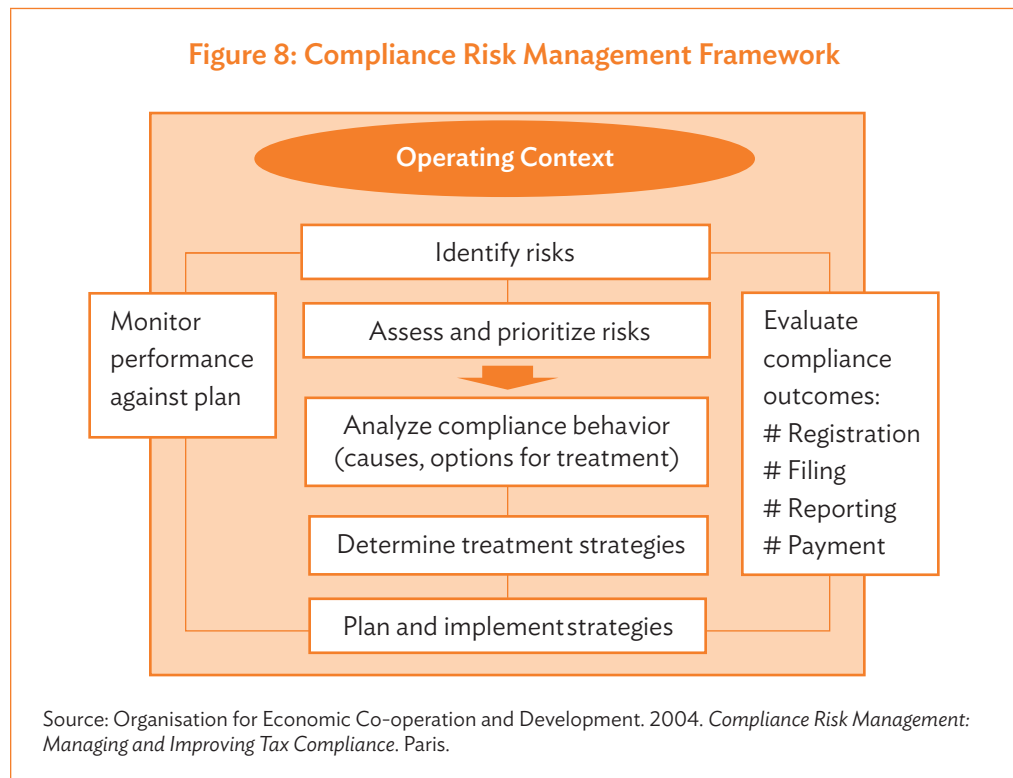 Figure 8: Compliance Risk Management Framework
Operating Context
Identify risks
Assess and prioritize risks
Analyze compliance behavior
(causes, options for treatment)
Determine treatment strategies
Plan and implement strategies
Monitor
performance
against plan
Evaluate
compliance
outcomes:
# Registration
# Filing
# Reporting
# Payment
Source: Organisation for Economic Co-operation and Development. 2004. Compliance Risk Management:
Managing and Improving Tax Compliance. Paris.